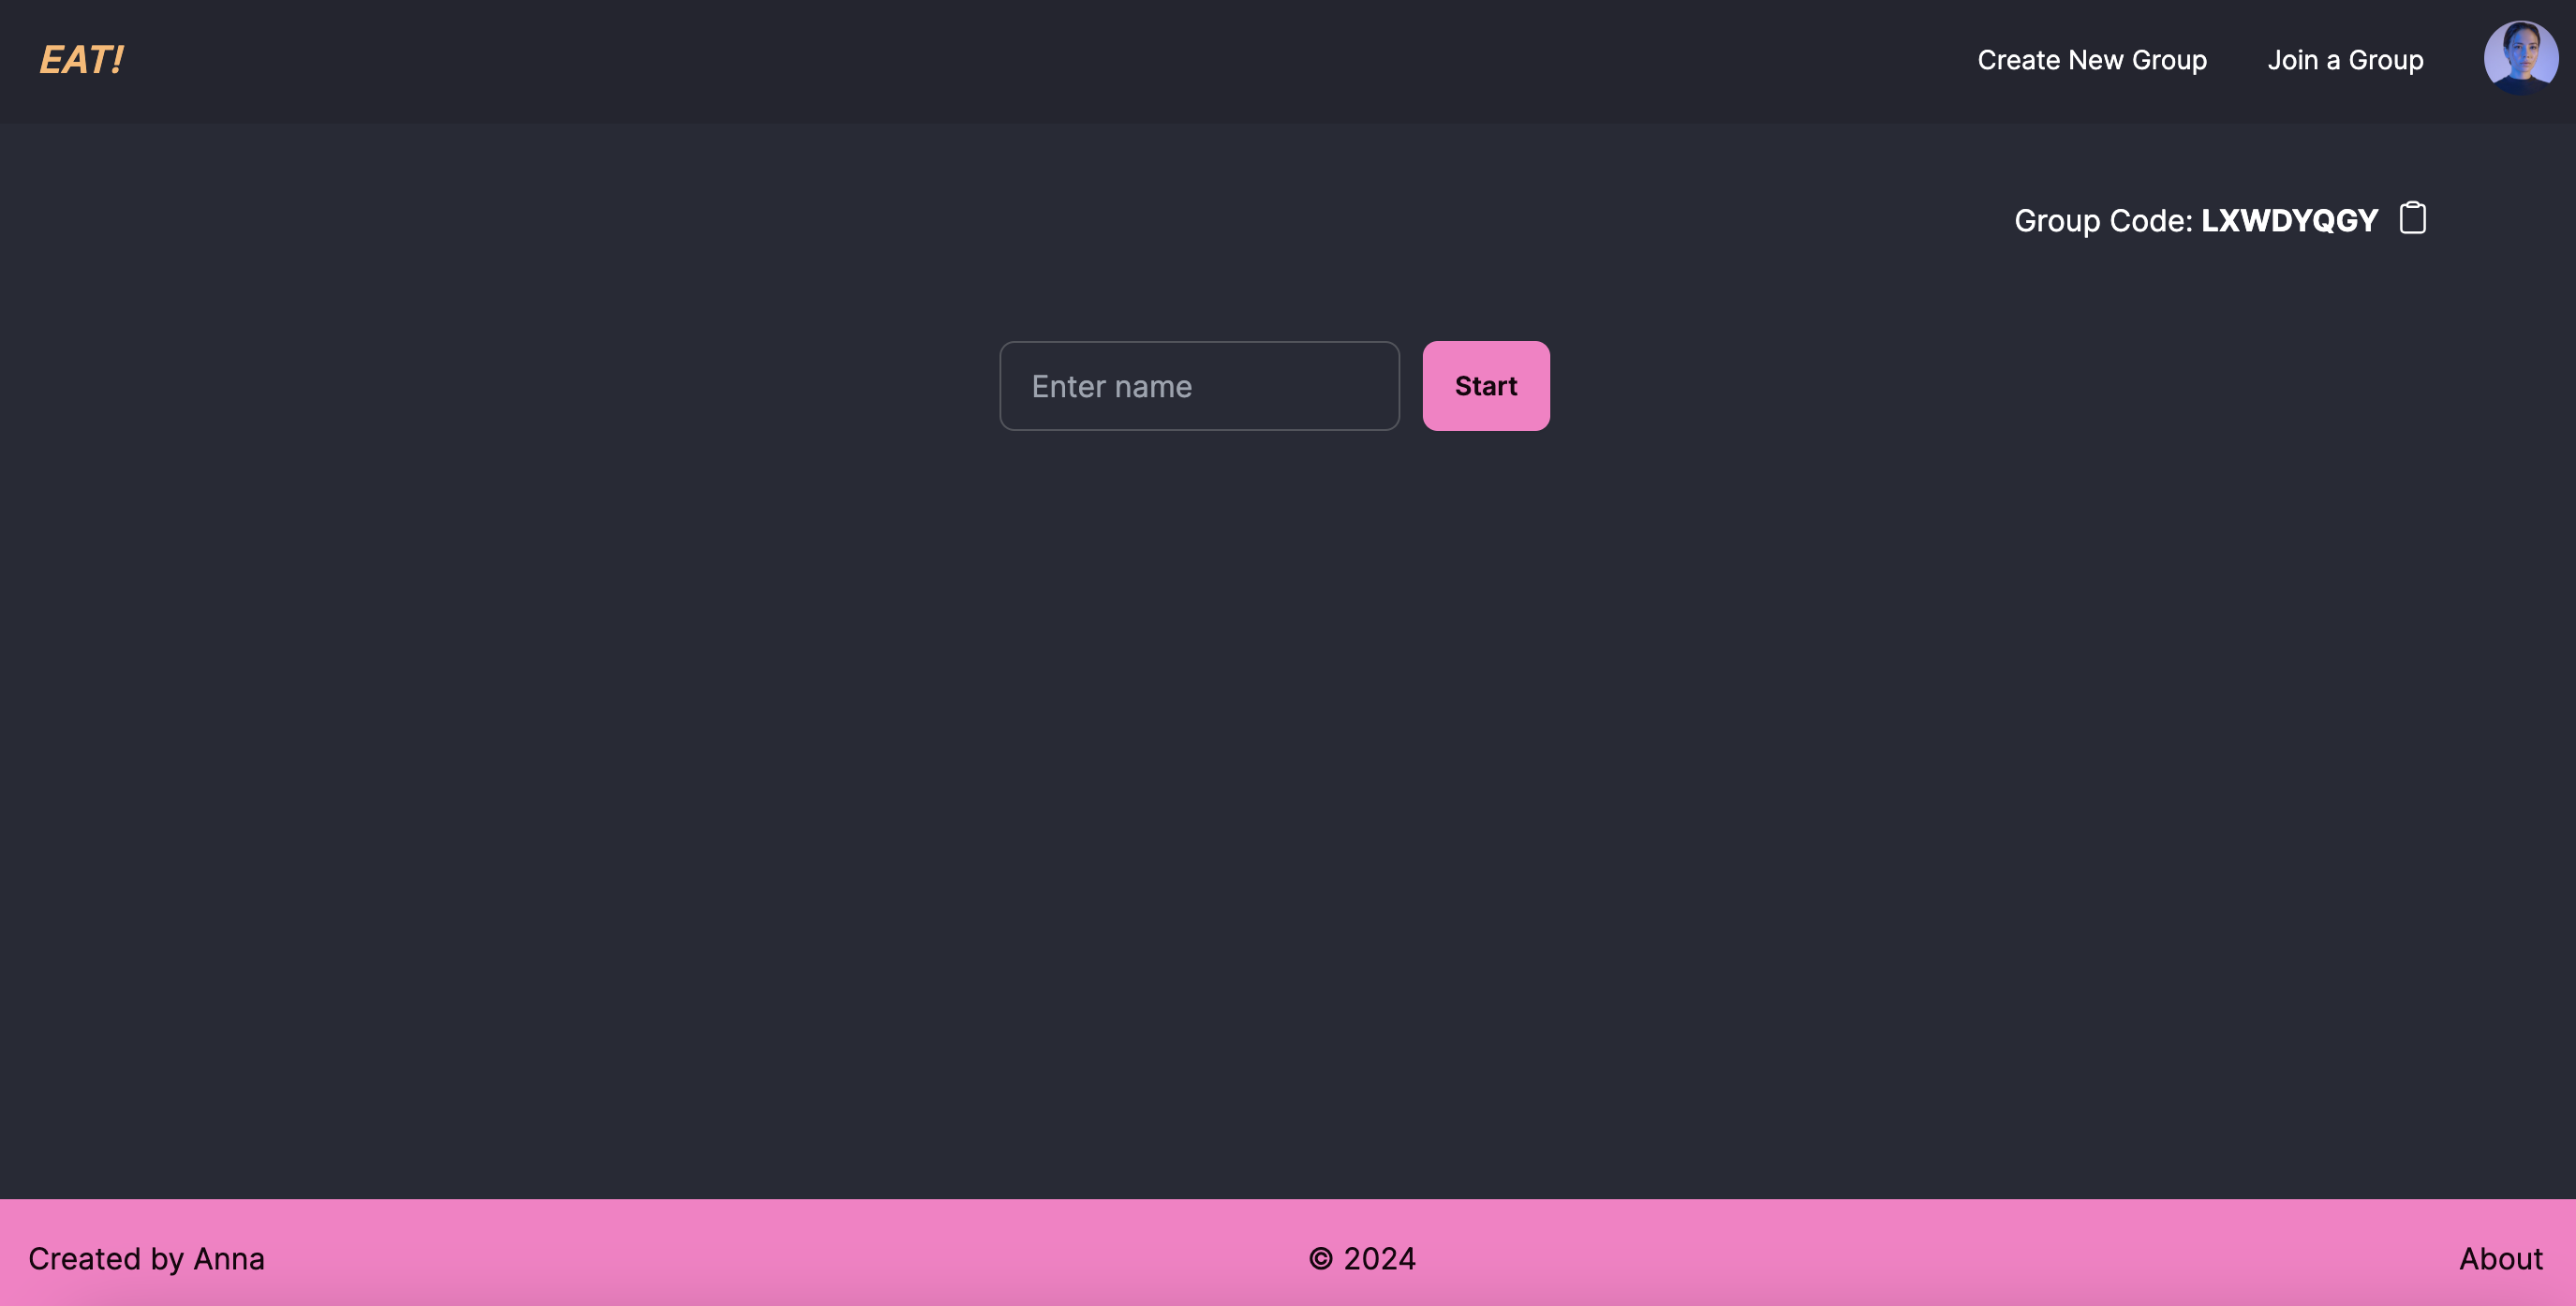 EAT!
Create New Group
Join a Group
Group Code: LXWDYQGY
Enter name
Start
Created by Anna
© 2024
About